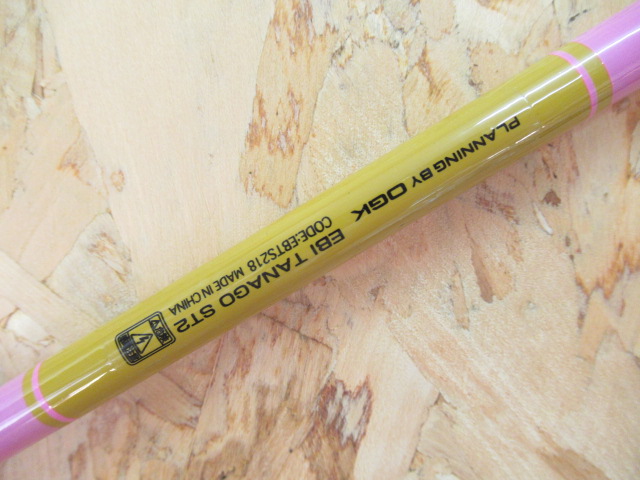 PLANNING BY OGK
EBI TANAGO ST2
CODE:EBTS218 MADE IN CHINA